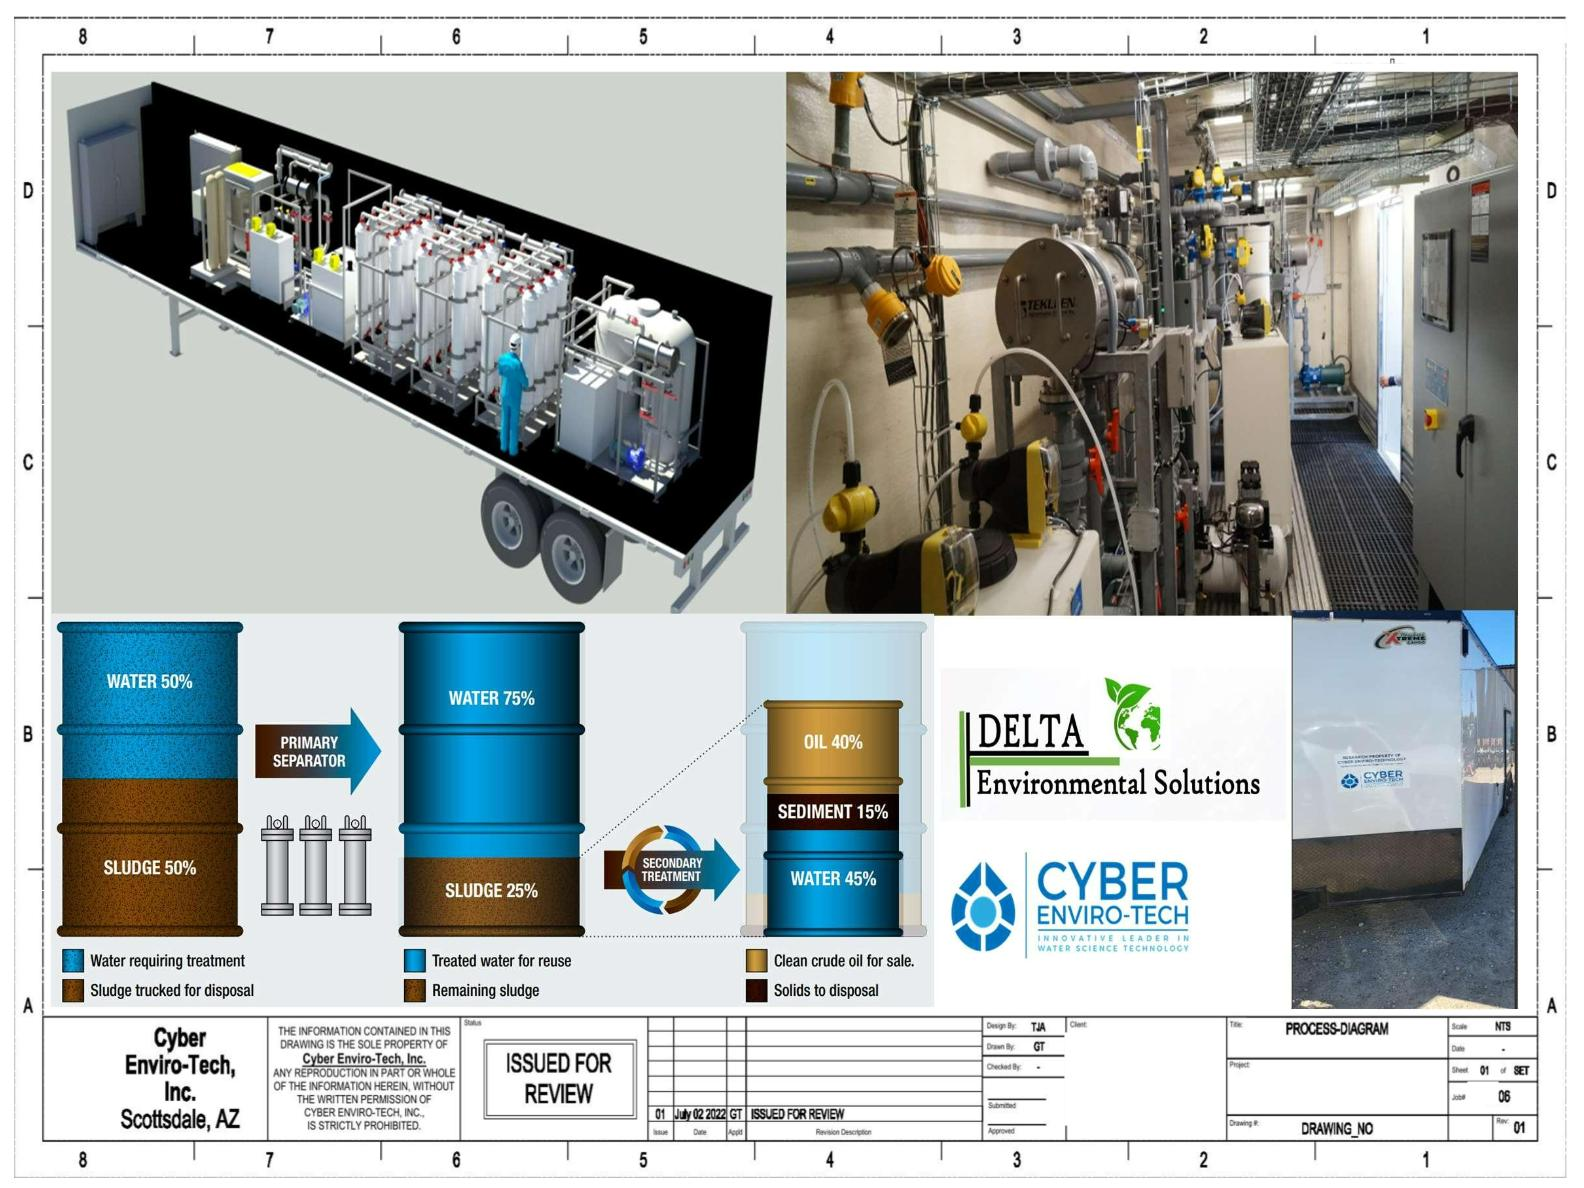 8 7 6 5 4 3 2 1
D D
C C
B B
A A
TEKLEEN
WATER 50%
SLUDGE 50%
PRIMARY
SEPARATOR
WATER 75%
SLUDGE 25%
SECONDARY
TREATMENT
OIL 40%
SEDIMENT 15%
WATER 45%
Water requiring treatment
Sludge trucked for disposal
Treated water for reuse
Remaining sludge
Clean crude oil for sale.
Solids to disposal
DELTA
Environmental Solutions
CYBER
ENVIRO-TECH
INNOVATIVE LEADER IN
WATER SCIENCE TECHNOLOGY
XTREME
CYBER
ENVIRO-TECH
Cyber
Enviro-Tech,
Inc.
Scottsdale, AZ
THE INFORMATION CONTAINED IN THIS
DRAWING IS THE SOLE PROPERTY OF
Cyber Enviro-Tech, Inc.
ANY REPRODUCTION IN PART OR WHOLE
OF THE INFORMATION HEREIN, WITHOUT
THE WRITTEN PERMISSION OF
CYBER ENVIRO-TECH, INC.,
IS STRICTLY PROHIBITED.
Status
ISSUED FOR
REVIEW
01 July 02 2022 GT ISSUED FOR REVIEW
Issue Date Appld Revision Description
Design By: TJA
Drawn By: GT
Checked By: -
Submitted
Approved
Client:
Title: PROCESS-DIAGRAM
Project:
Drawing #: DRAWING_NO
Scale NTS
Date -
Sheet 01 of SET
Job# 06
Rev: 01
8 7 6 5 4 3 2 1